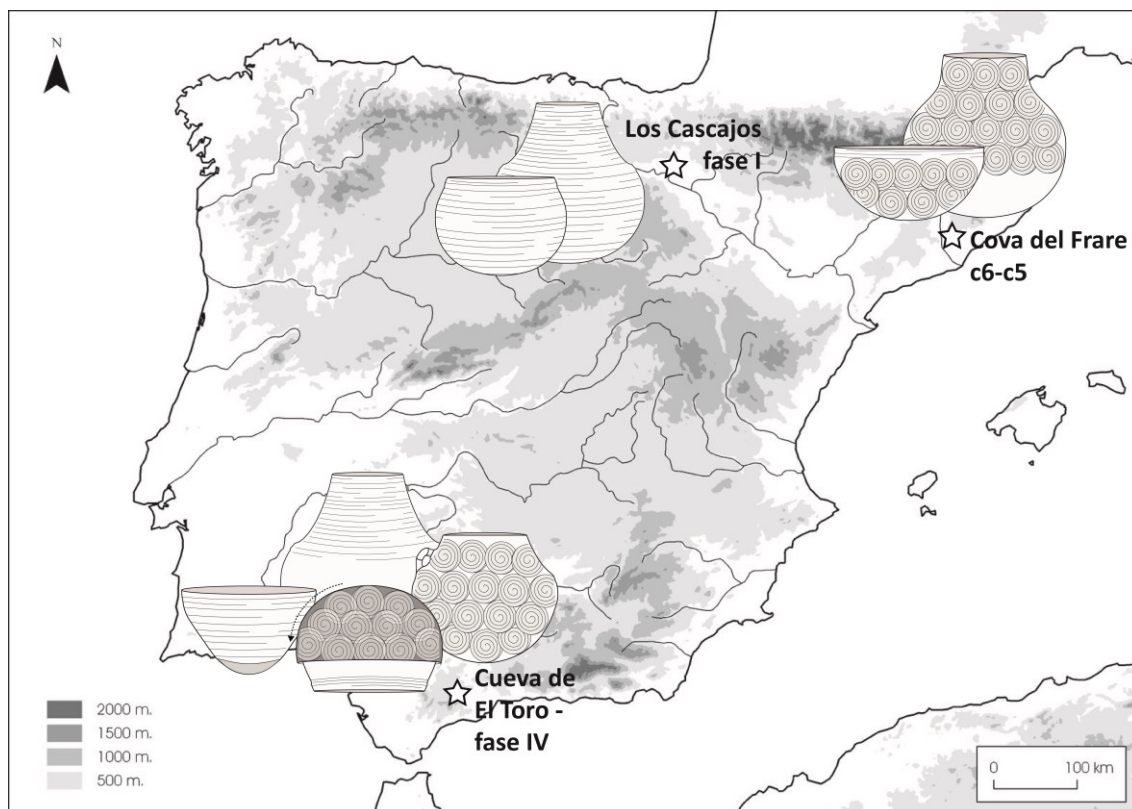 N
Los Cascajos
fase I
Cova del Frare
c6-c5
Cueva de
El Toro -
fase IV
2000 m.
1500 m.
1000 m.
500 m.
0 100 km